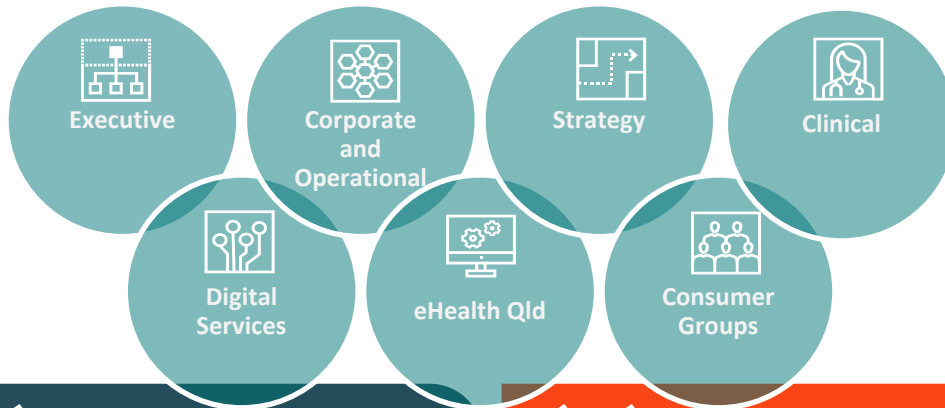 Executive
Corporate
and
Operational
Strategy
Clinical
Digital
Services
eHealth Qld
Consumer
Groups